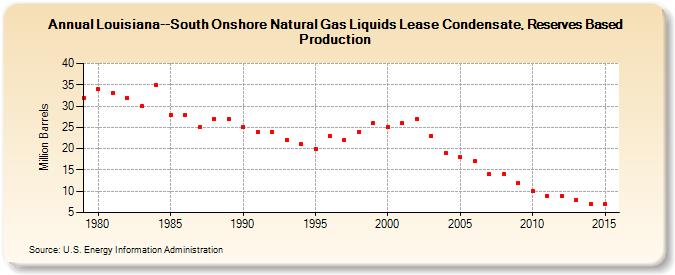 Annual Louisiana--South Onshore Natural Gas Liquids Lease Condensate, Reserves Based
Production
Million Barrels
40
35
30
25
20
15
10
5
1980 1985 1990 1995 2000 2005 2010 2015
Source: U.S. Energy Information Administration